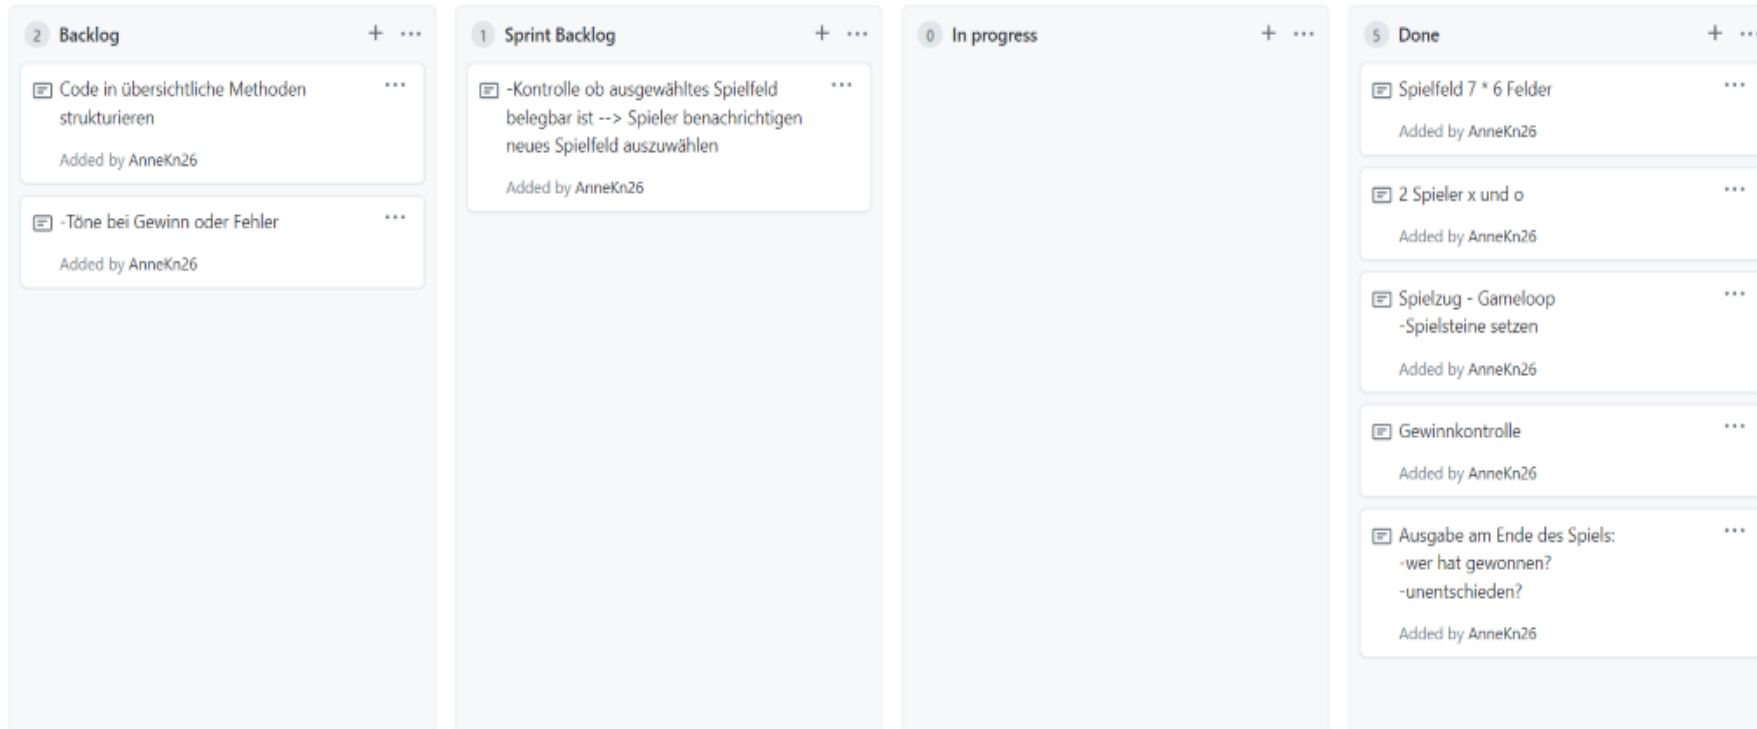 2 Backlog + ...
Code in übersichtliche Methoden ...
strukturieren
Added by AnneKn26
-Töne bei Gewinn oder Fehler ...
Added by AnneKn26
1 Sprint Backlog + ...
-Kontrolle ob ausgewähltes Spielfeld ...
belegbar ist --> Spieler benachrichtigen
neues Spielfeld auszuwählen
Added by AnneKn26
0 In progress + ...
5 Done + ...
Spielfeld 7 * 6 Felder ...
Added by AnneKn26
2 Spieler x und o ...
Added by AnneKn26
Spielzug - Gameloop ...
-Spielsteine setzen
Added by AnneKn26
Gewinnkontrolle ...
Added by AnneKn26
Ausgabe am Ende des Spiels: ...
-wer hat gewonnen?
-unentschieden?
Added by AnneKn26